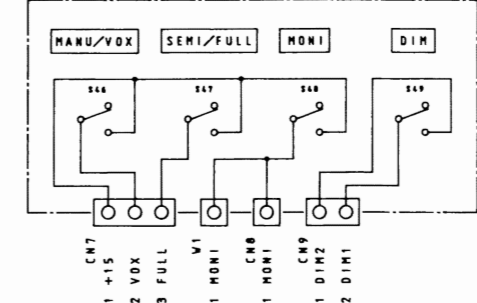 MANU/VOX SEMI/FULL MONI DIM
S46 S47 S48 S49
CN7
1 +15
2 VOX
3 FULL
W1
1 MONI
CN8
1 MONI
CN9
1 DIM2
2 DIM1